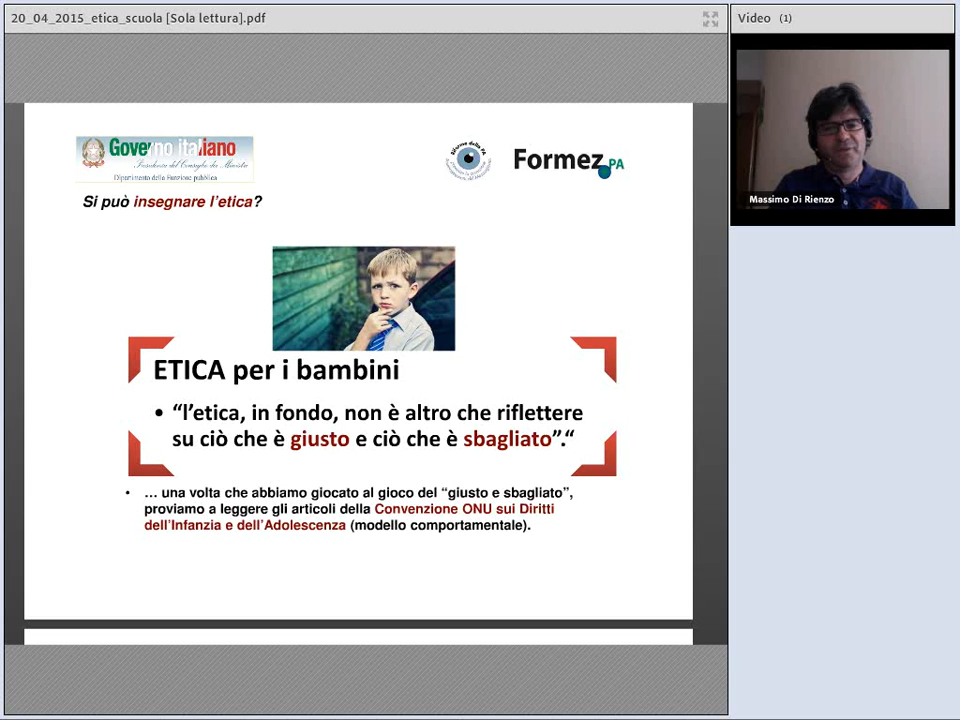 20_04_2015_etica_scuola [Sola lettura].pdf
Video (1)
Governo italiano
Presidenza del Consiglio dei Ministri
Dipartimento della Funzione pubblica
Formez PA
Si può insegnare l'etica?
Massimo Di Rienzo
ETICA per i bambini
• “l’etica, in fondo, non è altro che riflettere
su ciò che è giusto e ciò che è sbagliato”.“
• … una volta che abbiamo giocato al gioco del “giusto e sbagliato”,
proviamo a leggere gli articoli della Convenzione ONU sui Diritti
dell’Infanzia e dell’Adolescenza (modello comportamentale).